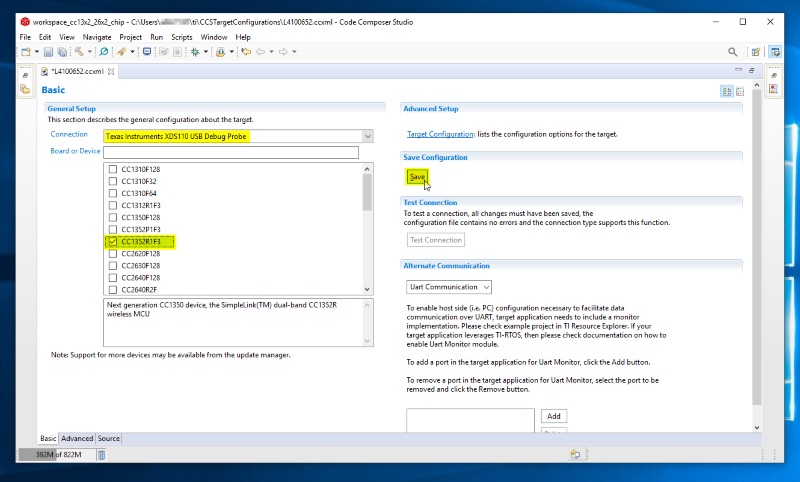 workspace_cc13x2_26x2_chip - C:\Users\ \ti\CCSTargetConfigurations\L4100652.ccxml - Code Composer Studio
File Edit View Navigate Project Run Scripts Window Help
*L4100652.ccxml
Basic
General Setup
This section describes the general configuration about the target.
Connection
Texas Instruments XDS110 USB Debug Probe
Board or Device
CC1310F128
CC1310F32
CC1310F64
CC1312R1F3
CC1350F128
CC1352P1F3
CC1352R1F3
CC2620F128
CC2630F128
CC2640F128
CC2640R2F
Next generation CC1350 device, the SimpleLink(TM) dual-band CC1352R
wireless MCU
Note: Support for more devices may be available from the update manager.
Advanced Setup
Target Configuration: lists the configuration options for the target.
Save Configuration
Save
Test Connection
To test a connection, all changes must have been saved, the
configuration file contains no errors and the connection type supports this function.
Test Connection
Alternate Communication
Uart Communication
To enable host side (i.e. PC) configuration necessary to facilitate data
communication over UART, target application needs to include a monitor
implementation. Please check example project in TI Resource Explorer. If your
target application leverages TI-RTOS, then please check documentation on how to
enable Uart Monitor module.
To add a port in the target application for Uart Monitor, click the Add button.
To remove a port in the target application for Uart Monitor, select the port to be
removed and click the Remove button.
Add
Basic Advanced Source
392M of 822M